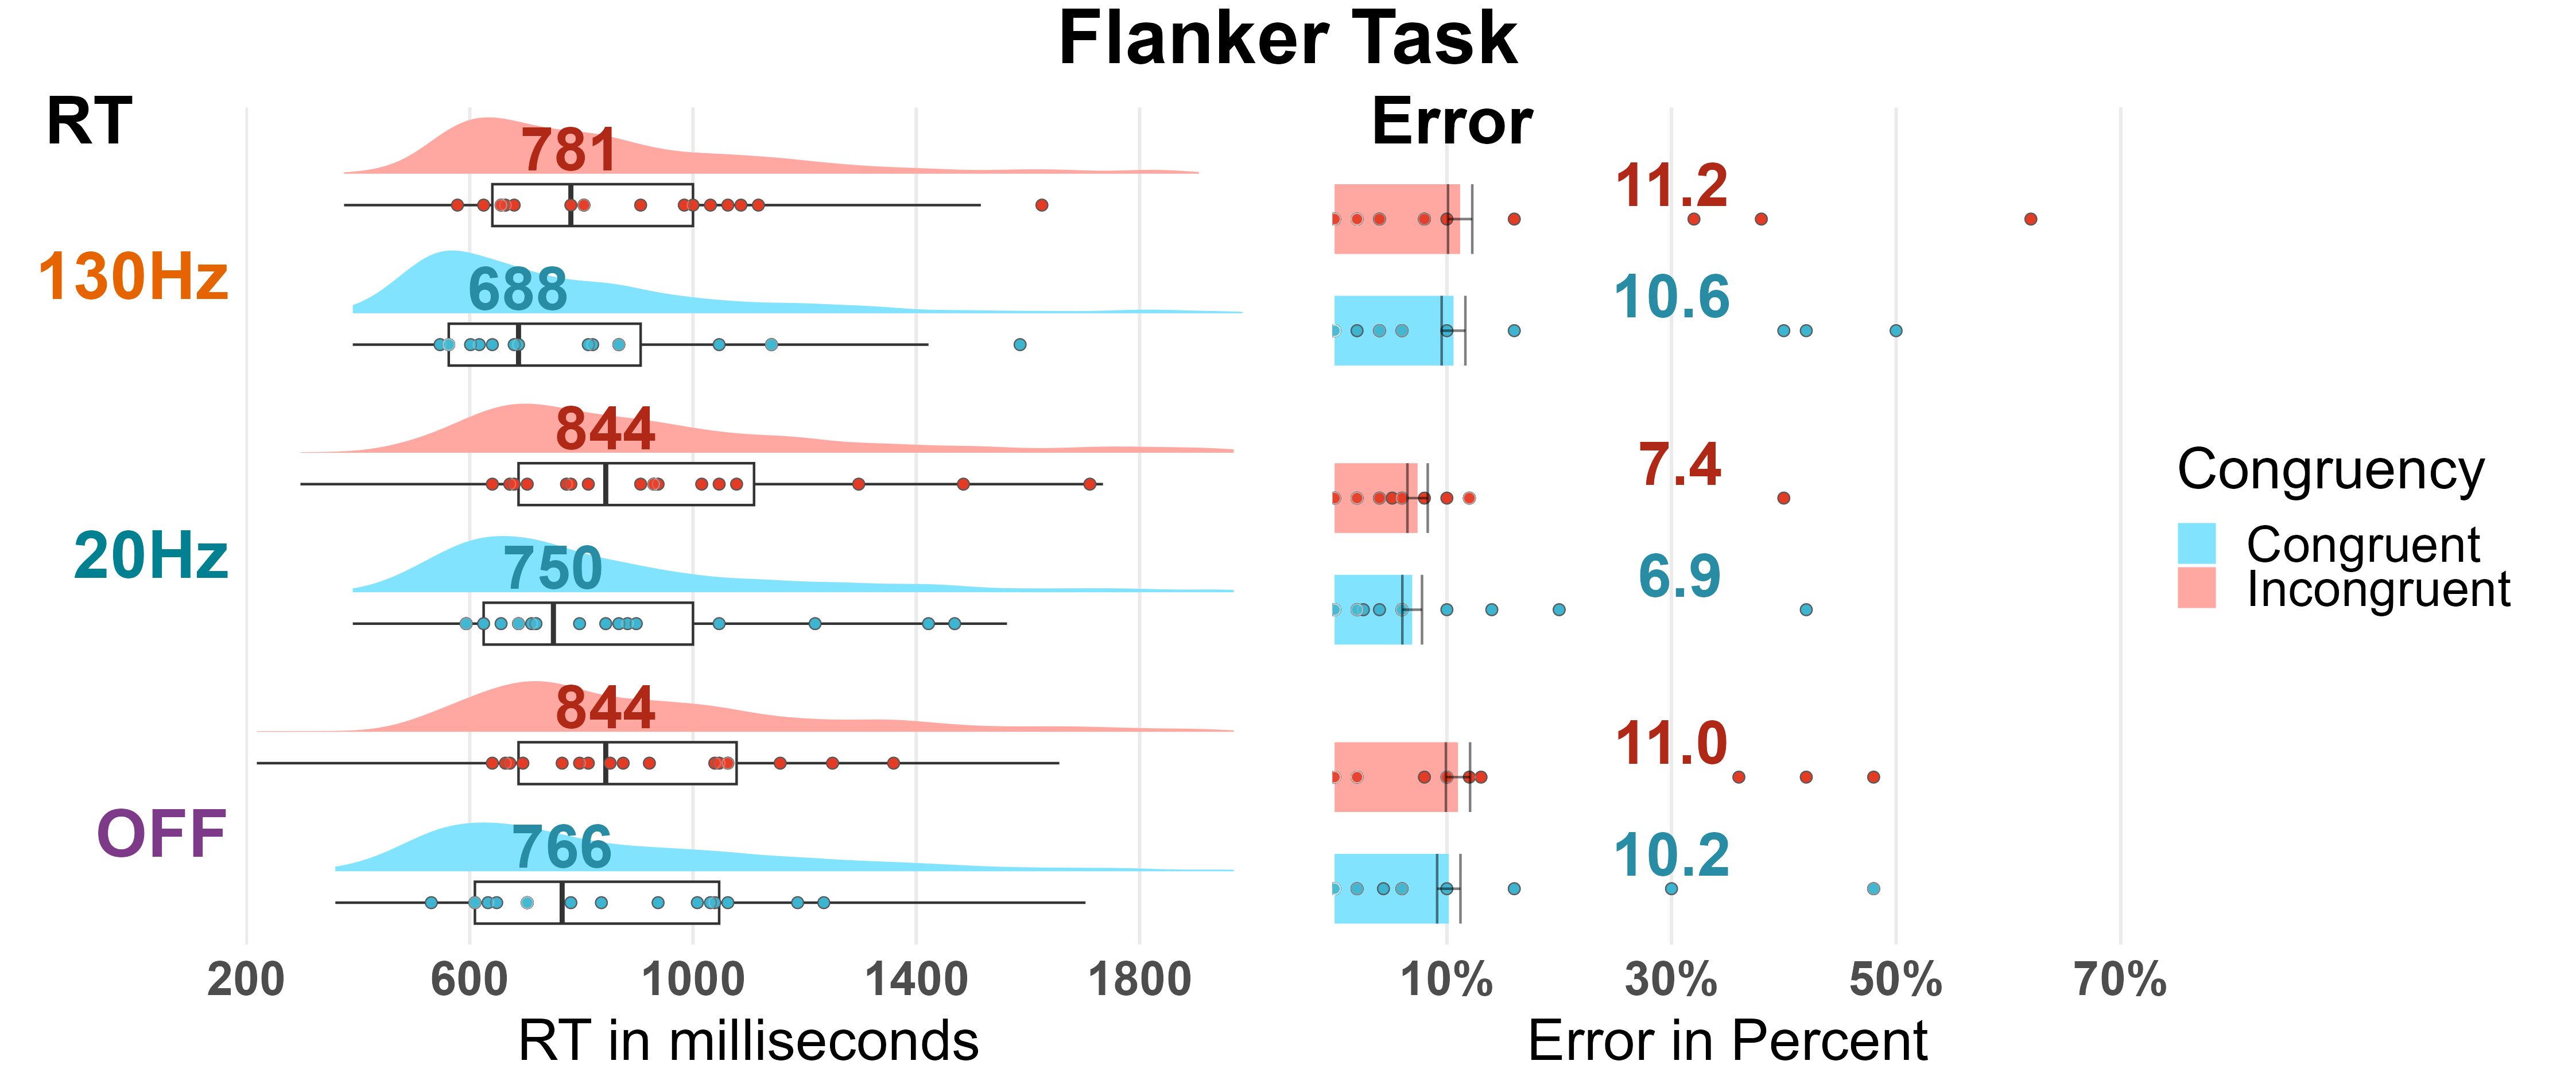 Flanker Task
RT
Error
781
11.2
130Hz
688
10.6
844
7.4
20Hz
750
6.9
844
11.0
OFF
766
10.2
Congruency
Congruent
Incongruent
200 600 1000 1400 1800
10% 30% 50% 70%
RT in milliseconds
Error in Percent